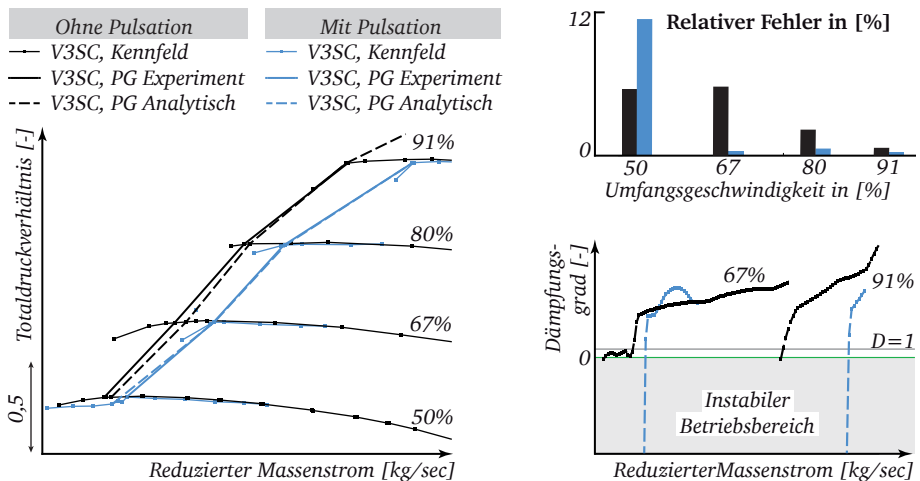 Ohne Pulsation
Mit Pulsation
V3SC, Kennfeld
V3SC, Kennfeld
V3SC, PG Experiment
V3SC, PG Experiment
V3SC, PG Analytisch
V3SC, PG Analytisch
Totaldruckverhältnis [-]
0,5
91%
80%
67%
50%
Reduzierter Massenstrom [kg/sec]
Relativer Fehler in [%]
12
0
50
67
80
91
Umfangsgeschwindigkeit in [%]
Dämpfungs-
grad [-]
67%
91%
D=1
0
Instabiler
Betriebsbereich
ReduzierterMassenstrom [kg/sec]